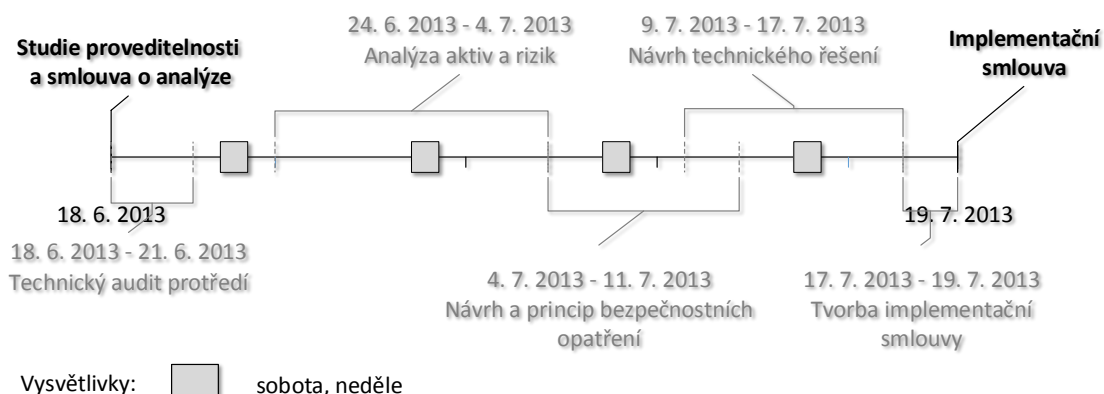 24. 6. 2013 - 4. 7. 2013
Analýza aktiv a rizik
9. 7. 2013 - 17. 7. 2013
Návrh technického řešení
Studie proveditelnosti
a smlouva o analýze
Implementační
smlouva
18. 6. 2013
19. 7. 2013
18. 6. 2013 - 21. 6. 2013
Technický audit protředí
4. 7. 2013 - 11. 7. 2013
Návrh a princip bezpečnostních
opatření
17. 7. 2013 - 19. 7. 2013
Tvorba implementační
smlouvy
Vysvětlivky:
sobota, neděle